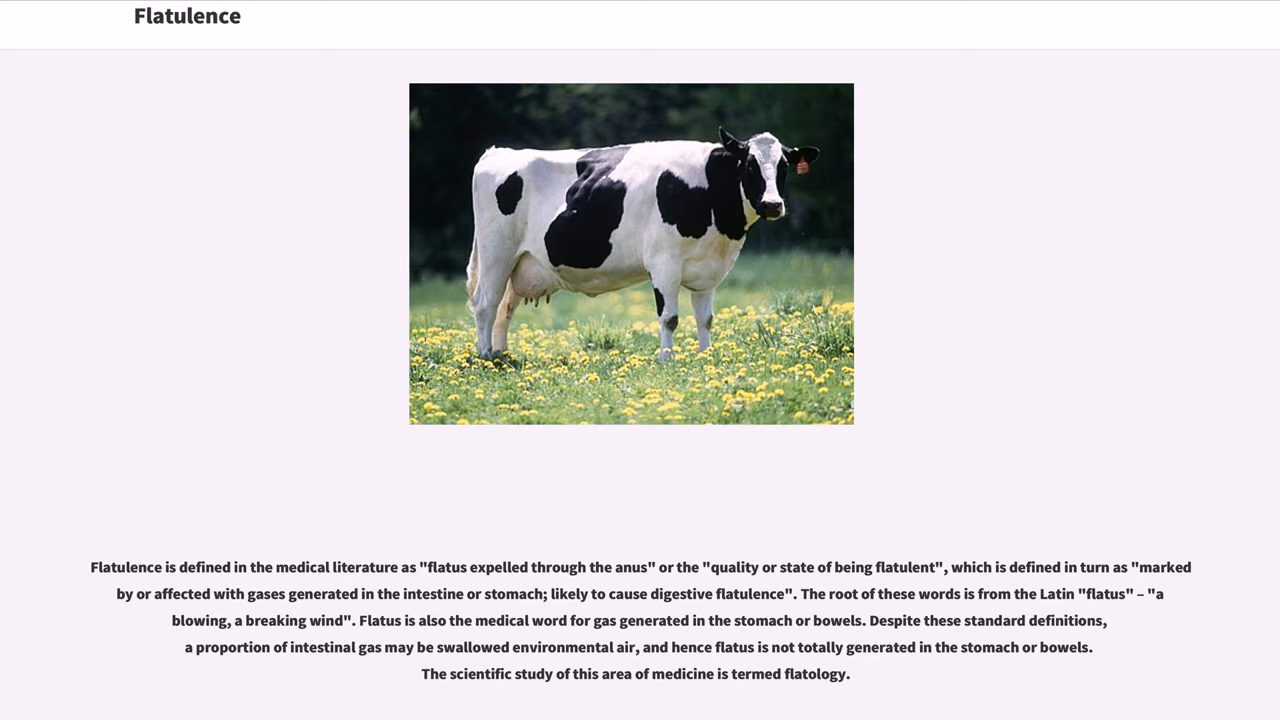 Flatulence
Flatulence is defined in the medical literature as "flatus expelled through the anus" or the "quality or state of being flatulent", which is defined in turn as "marked
by or affected with gases generated in the intestine or stomach; likely to cause digestive flatulence". The root of these words is from the Latin "flatus" – "a
blowing, a breaking wind". Flatus is also the medical word for gas generated in the stomach or bowels. Despite these standard definitions,
a proportion of intestinal gas may be swallowed environmental air, and hence flatus is not totally generated in the stomach or bowels.
The scientific study of this area of medicine is termed flatology.